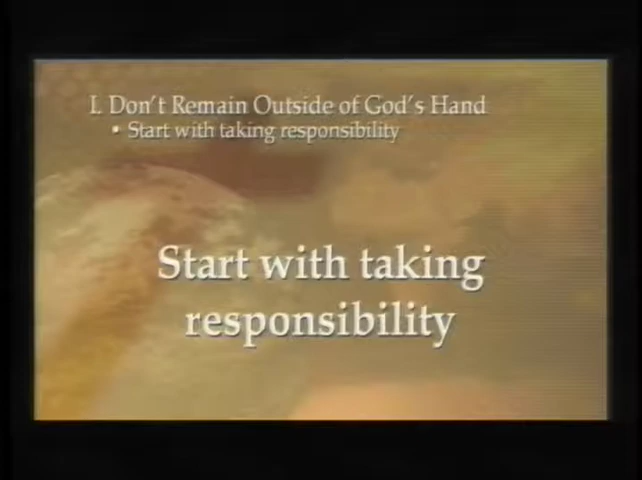 I. Don't Remain Outside of God's Hand
• Start with taking responsibility
Start with taking
responsibility